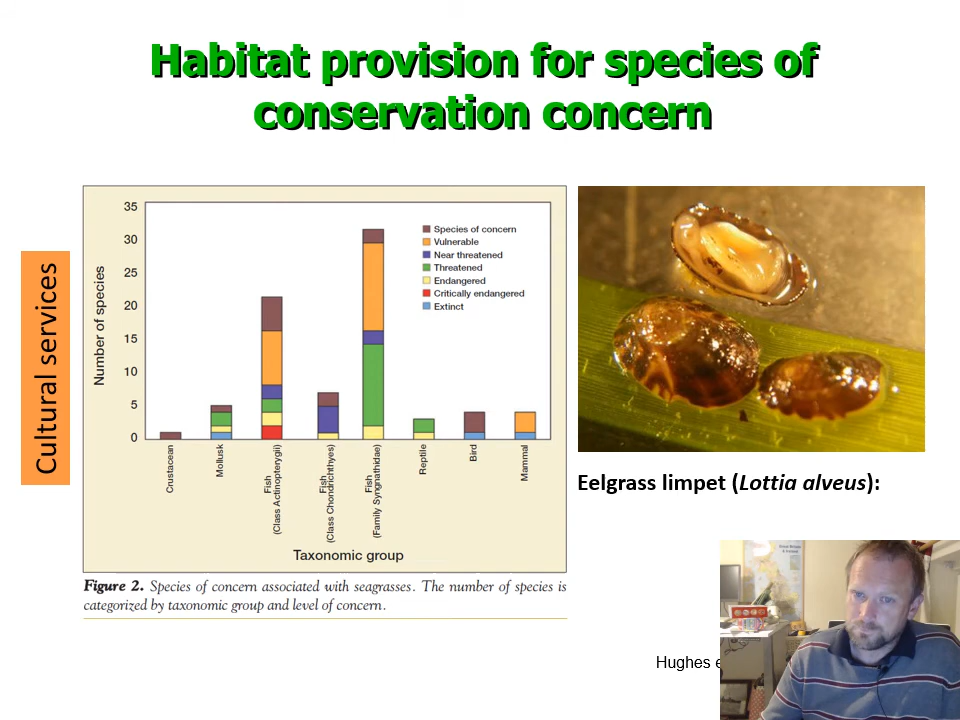 Habitat provision for species of
conservation concern
Cultural services
35
30
25
20
15
10
5
0
Number of species
Species of concern
Vulnerable
Near threatened
Threatened
Endangered
Critically endangered
Extinct
Crustacean
Mollusk
Fish
(Class Actinopterygii)
Fish
(Class Chondrichthyes)
Fish
(Family Syngnathidae)
Reptile
Bird
Mammal
Taxonomic group
Figure 2. Species of concern associated with seagrasses. The number of species is
categorized by taxonomic group and level of concern.
Eelgrass limpet (Lottia alveus):
Hughes e